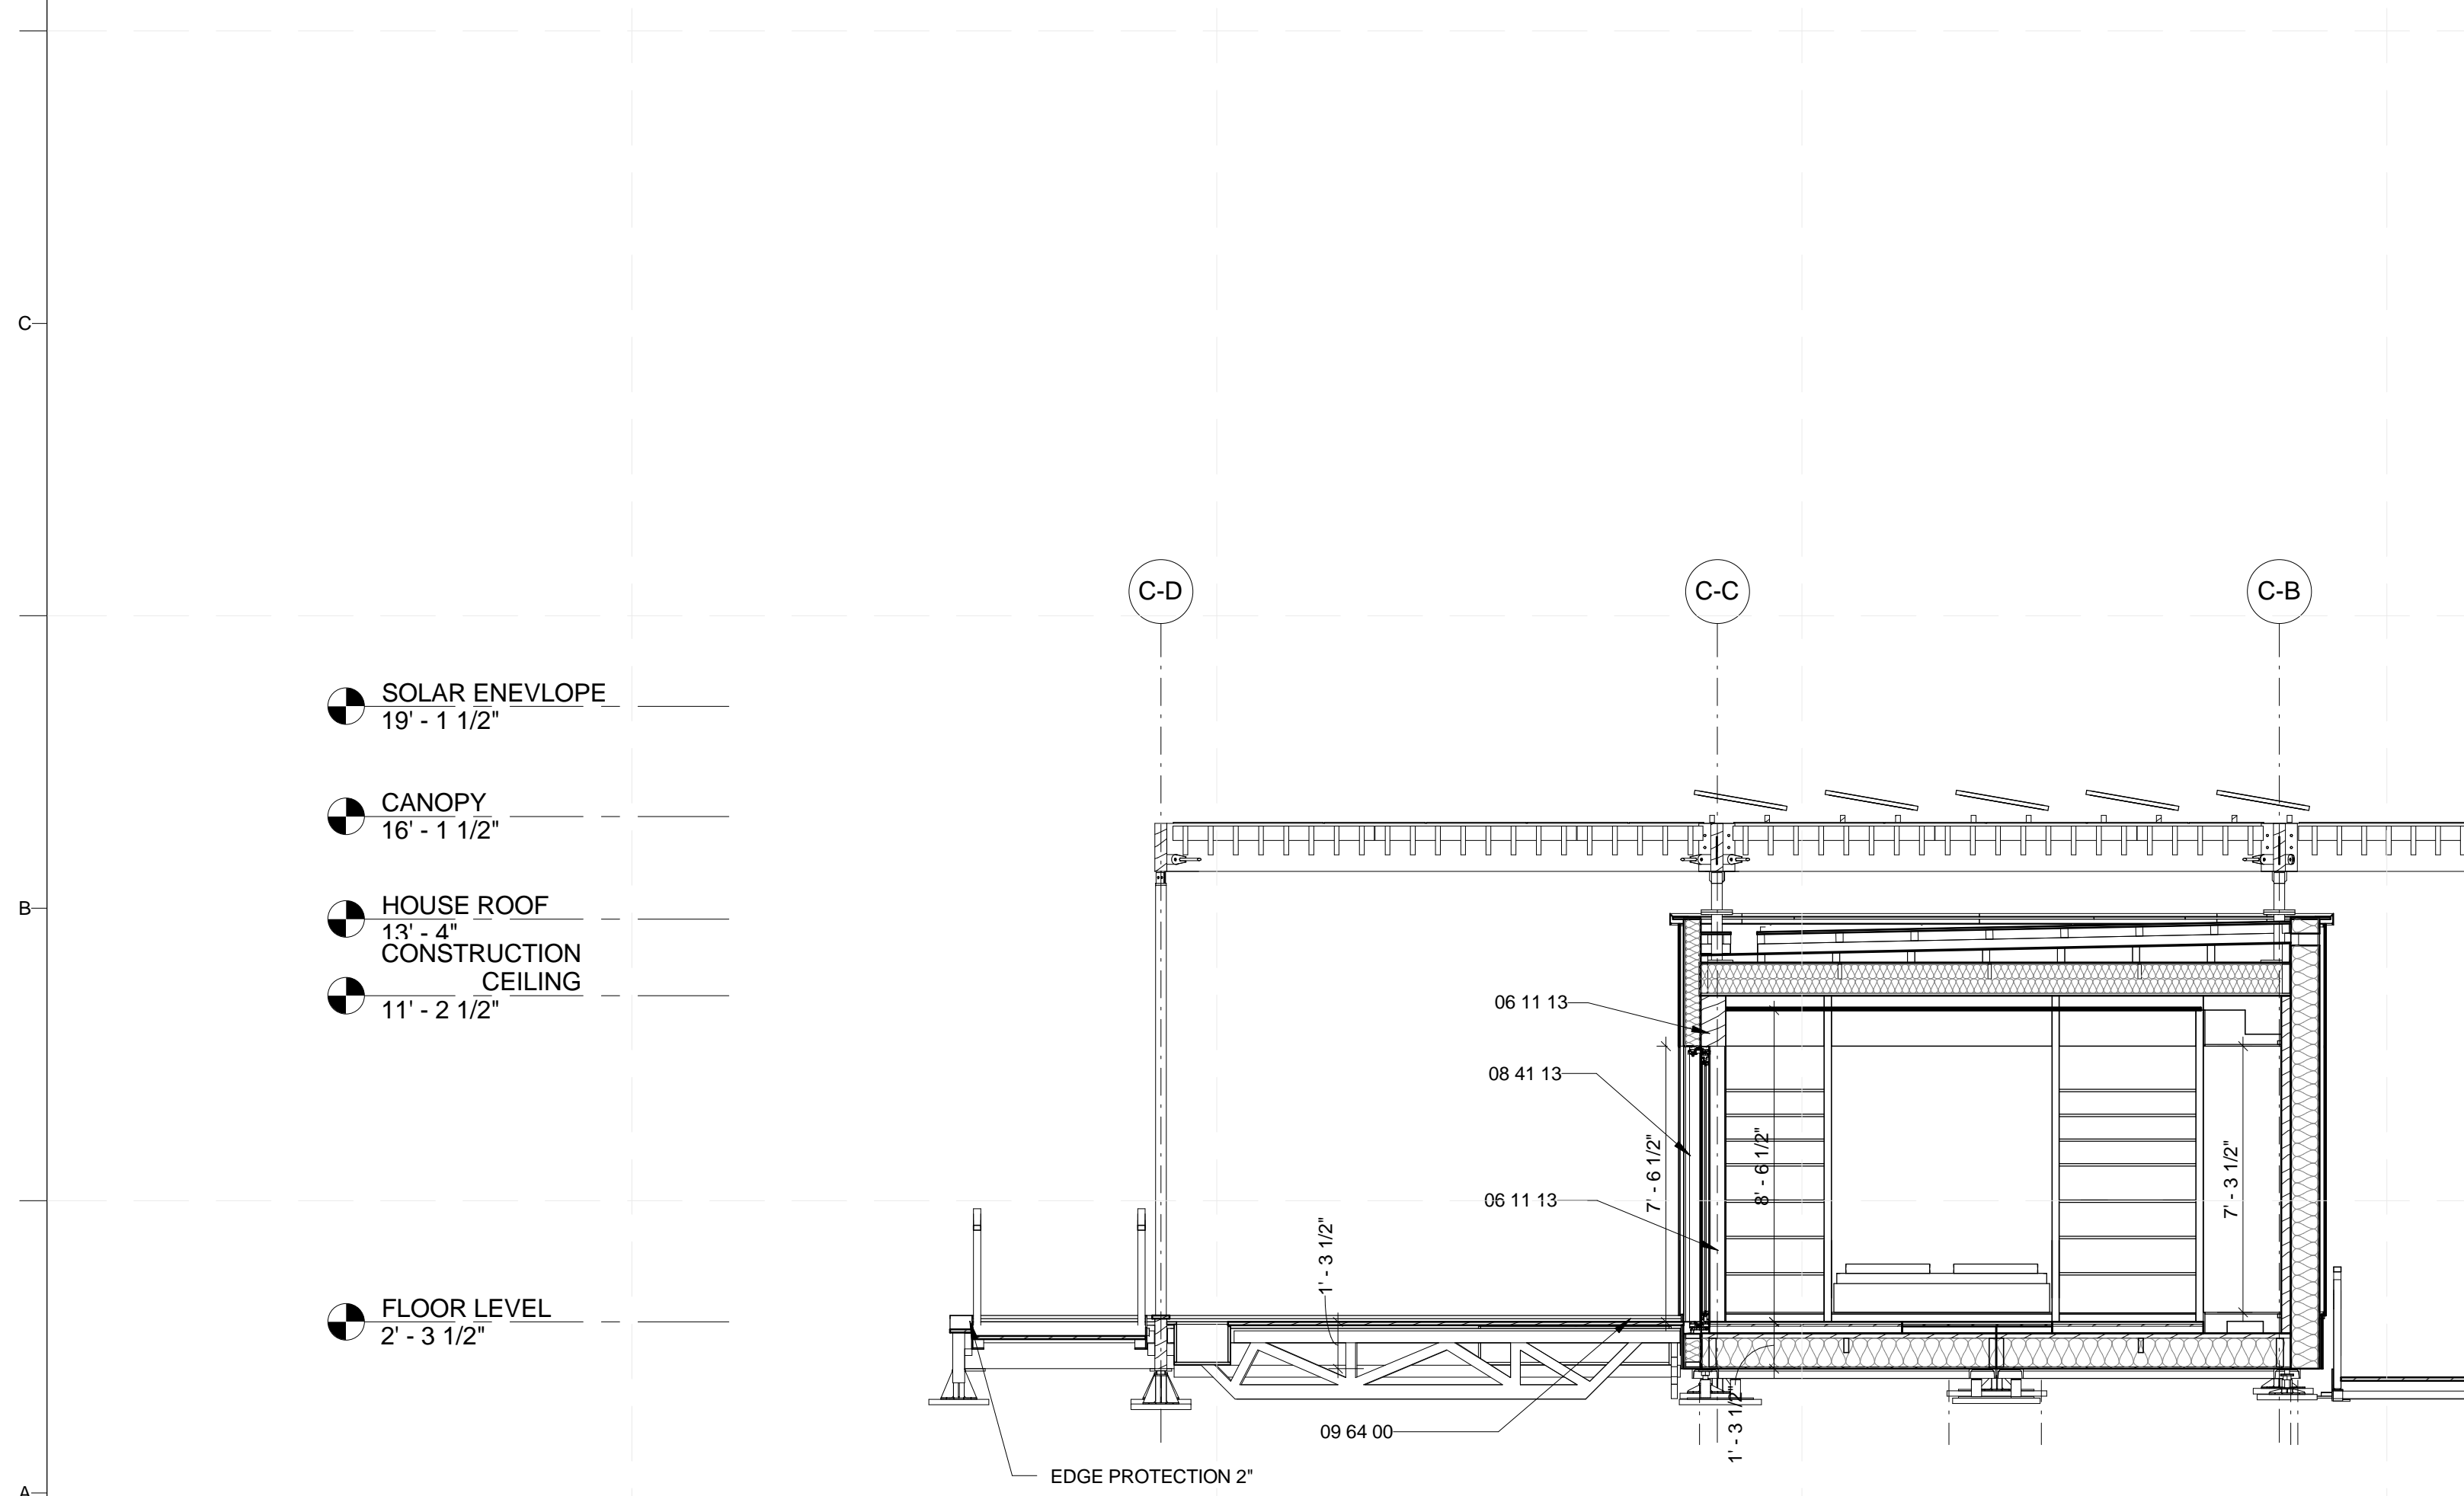 C
C-D
C-C
C-B
SOLAR ENEVLOPE
19' - 1 1/2"
CANOPY
16' - 1 1/2"
B
HOUSE ROOF
13' - 4"
CONSTRUCTION
CEILING
11' - 2 1/2"
06 11 13
08 41 13
7' - 6 1/2"
8' - 6 1/2"
7' - 3 1/2"
06 11 13
1' - 3 1/2"
FLOOR LEVEL
2' - 3 1/2"
09 64 00
1' - 3 1/2"
EDGE PROTECTION 2"
A